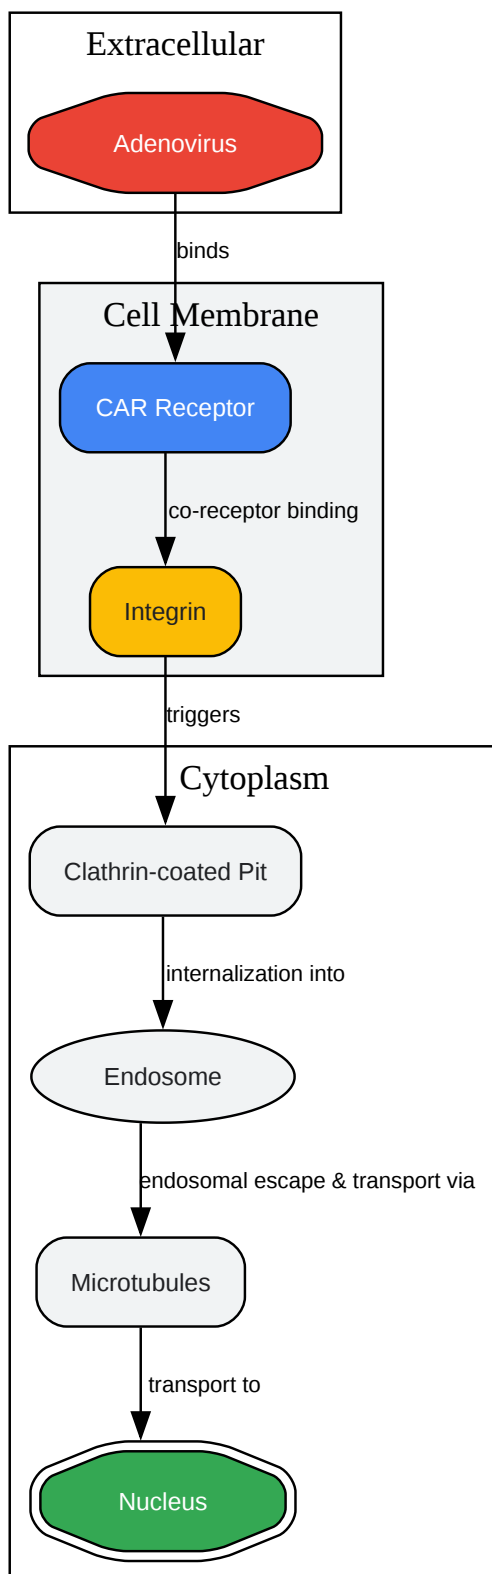 Extracellular
Adenovirus
binds
Cell Membrane
CAR Receptor
co-receptor binding
Integrin
triggers
Cytoplasm
Clathrin-coated Pit
internalization into
Endosome
endosomal escape & transport via
Microtubules
transport to
Nucleus